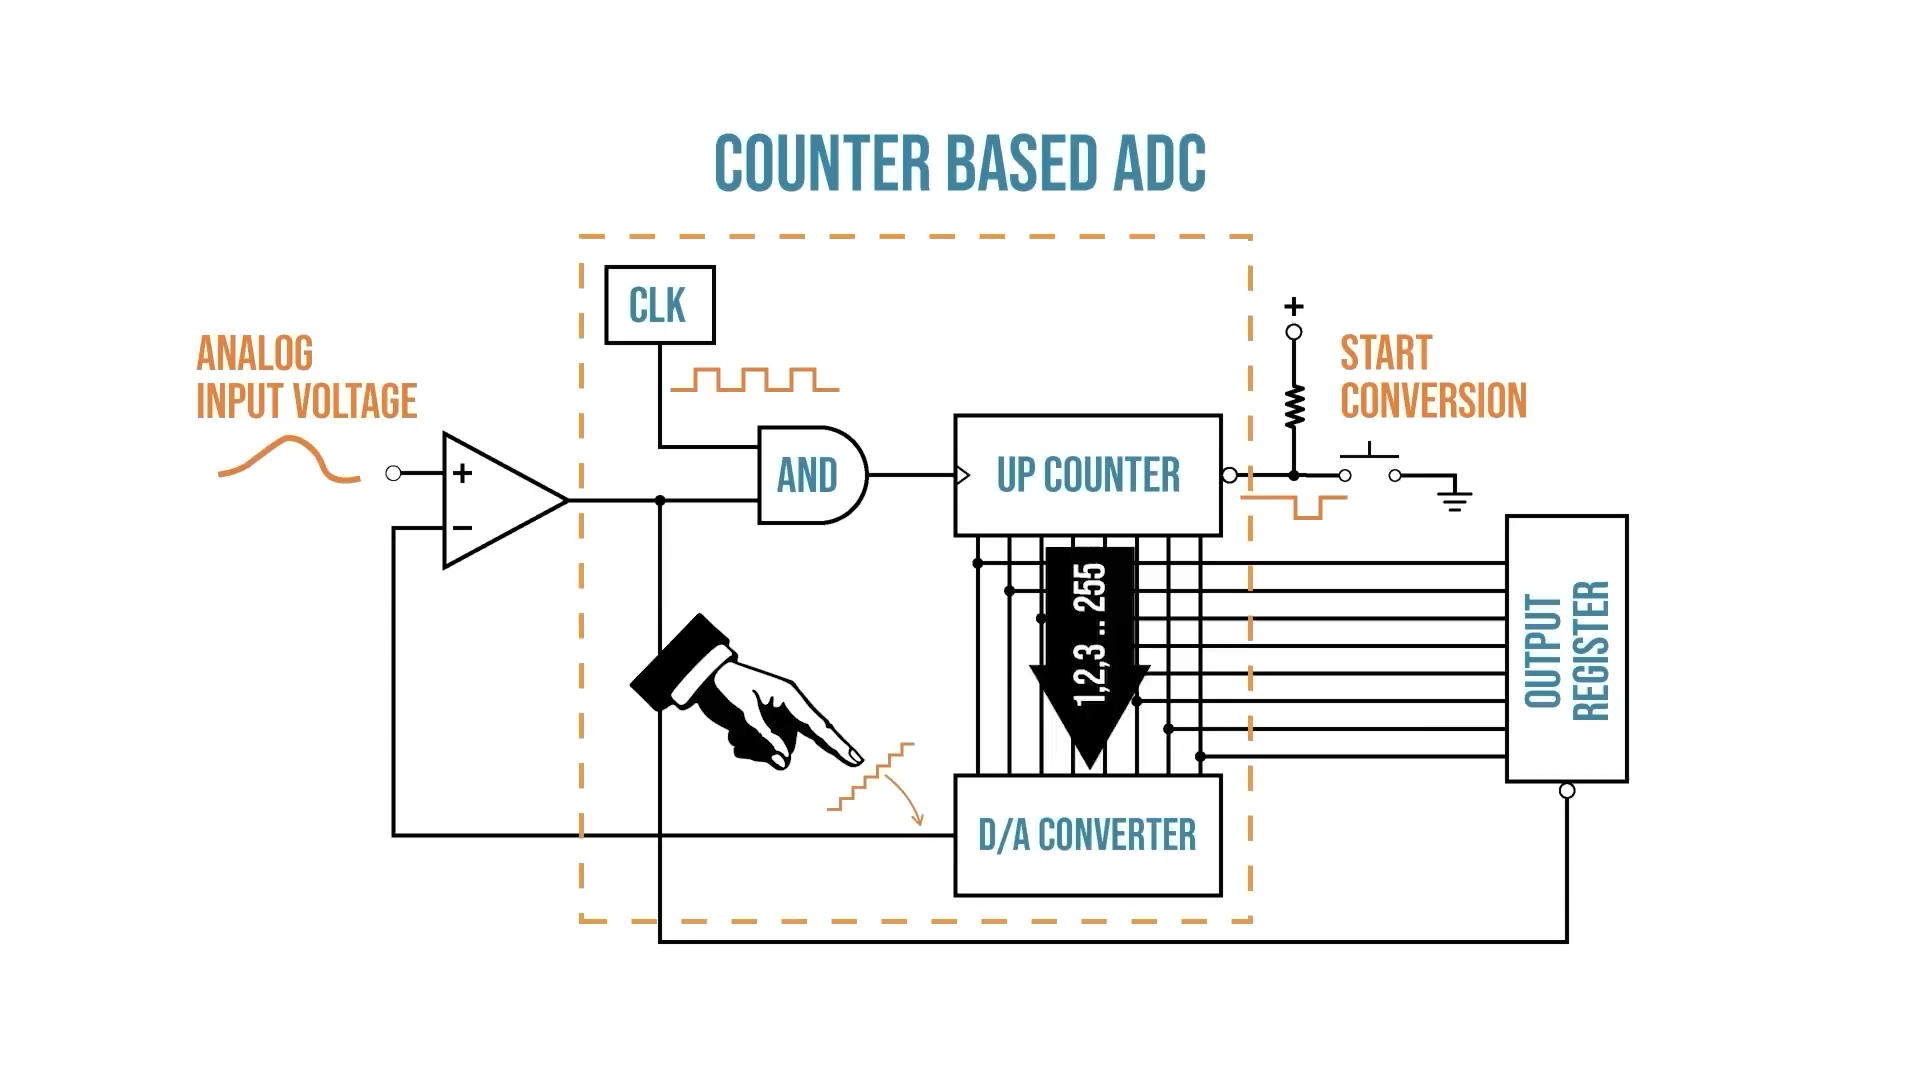 COUNTER BASED ADC
CLK
ANALOG
INPUT VOLTAGE
+
−
AND
UP COUNTER
+
START
CONVERSION
1,2,3 .. 255
OUTPUT
REGISTER
D/A CONVERTER